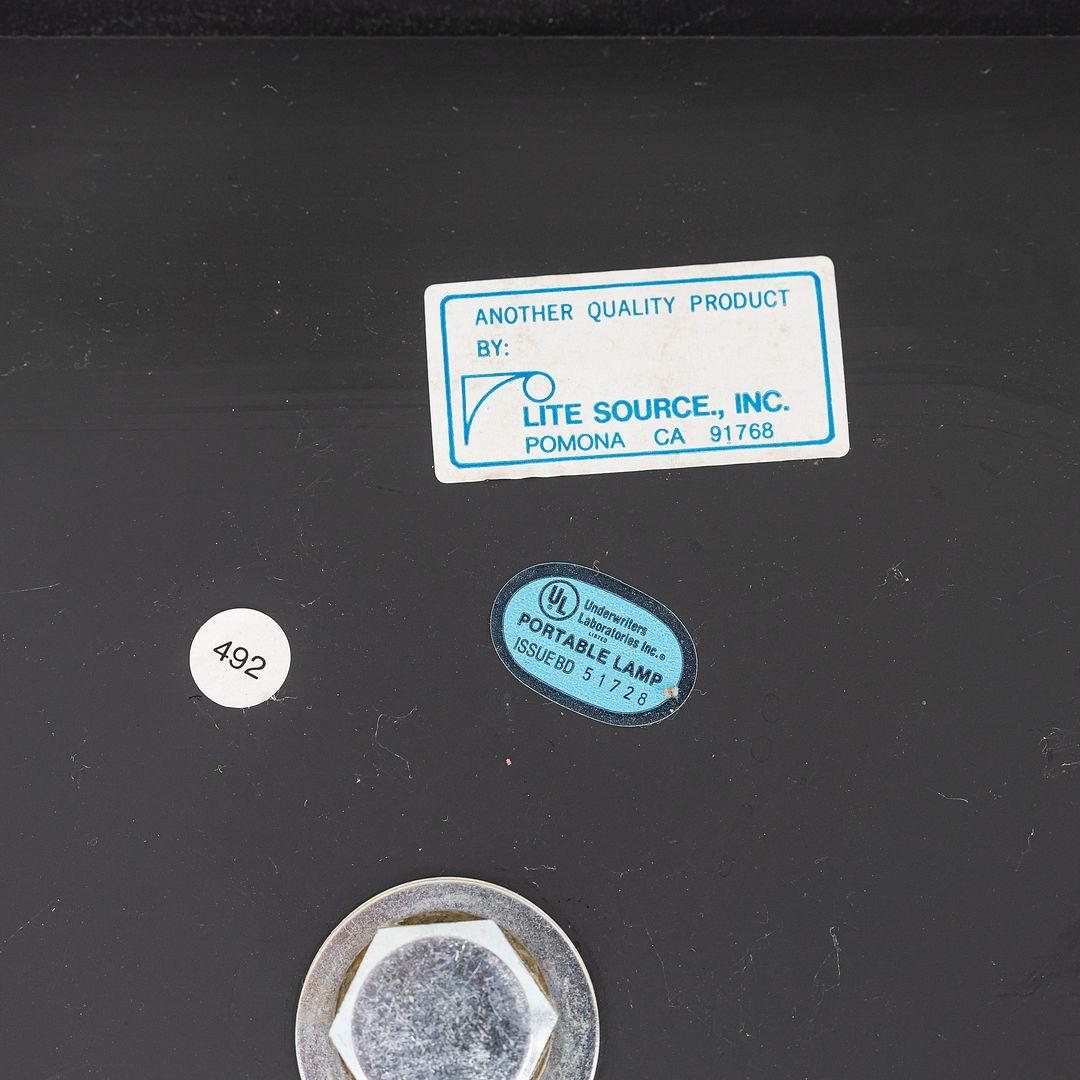 ANOTHER QUALITY PRODUCT
BY:
LITE SOURCE., INC.
POMONA CA 91768
492
UL
Underwriters
Laboratories Inc.®
LISTED
PORTABLE LAMP
ISSUE BD 51728